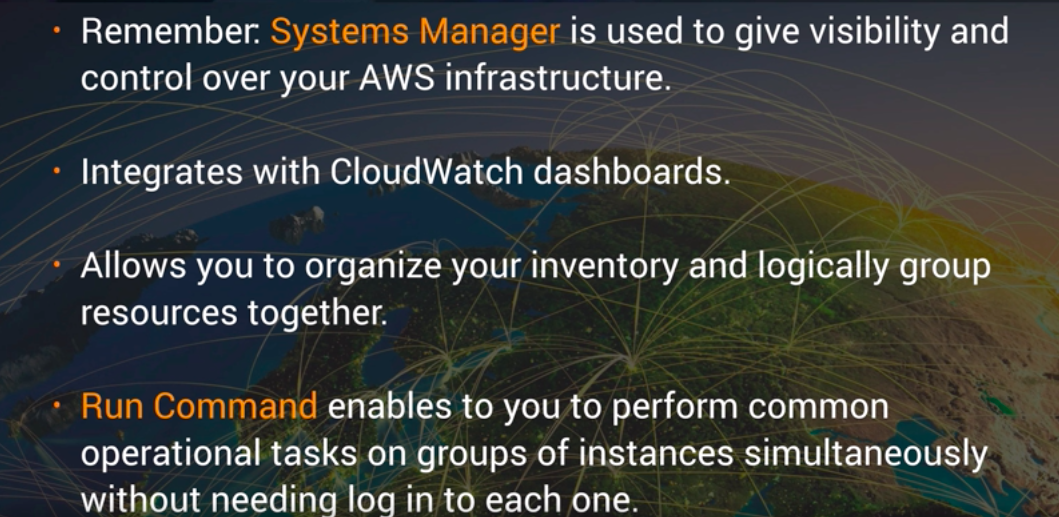 • Remember: Systems Manager is used to give visibility and
control over your AWS infrastructure.
• Integrates with CloudWatch dashboards.
• Allows you to organize your inventory and logically group
resources together.
• Run Command enables to you to perform common
operational tasks on groups of instances simultaneously
without needing log in to each one.